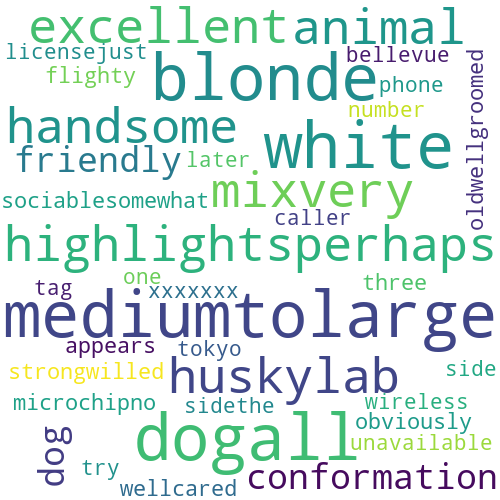 excellent animal
licensejust bellevue
flighty blonde phone
number oldwellgroomed
handsome white
friendly later
sociablesomewhat mixvery
caller
highlightsperhaps
one three
tag xxxxxxx
mediumtolarge
appears tokyo
strongwilled huskylab side
microchipno sidethe wireless
dogall obviously
dog unavailable
try conformation
wellcared